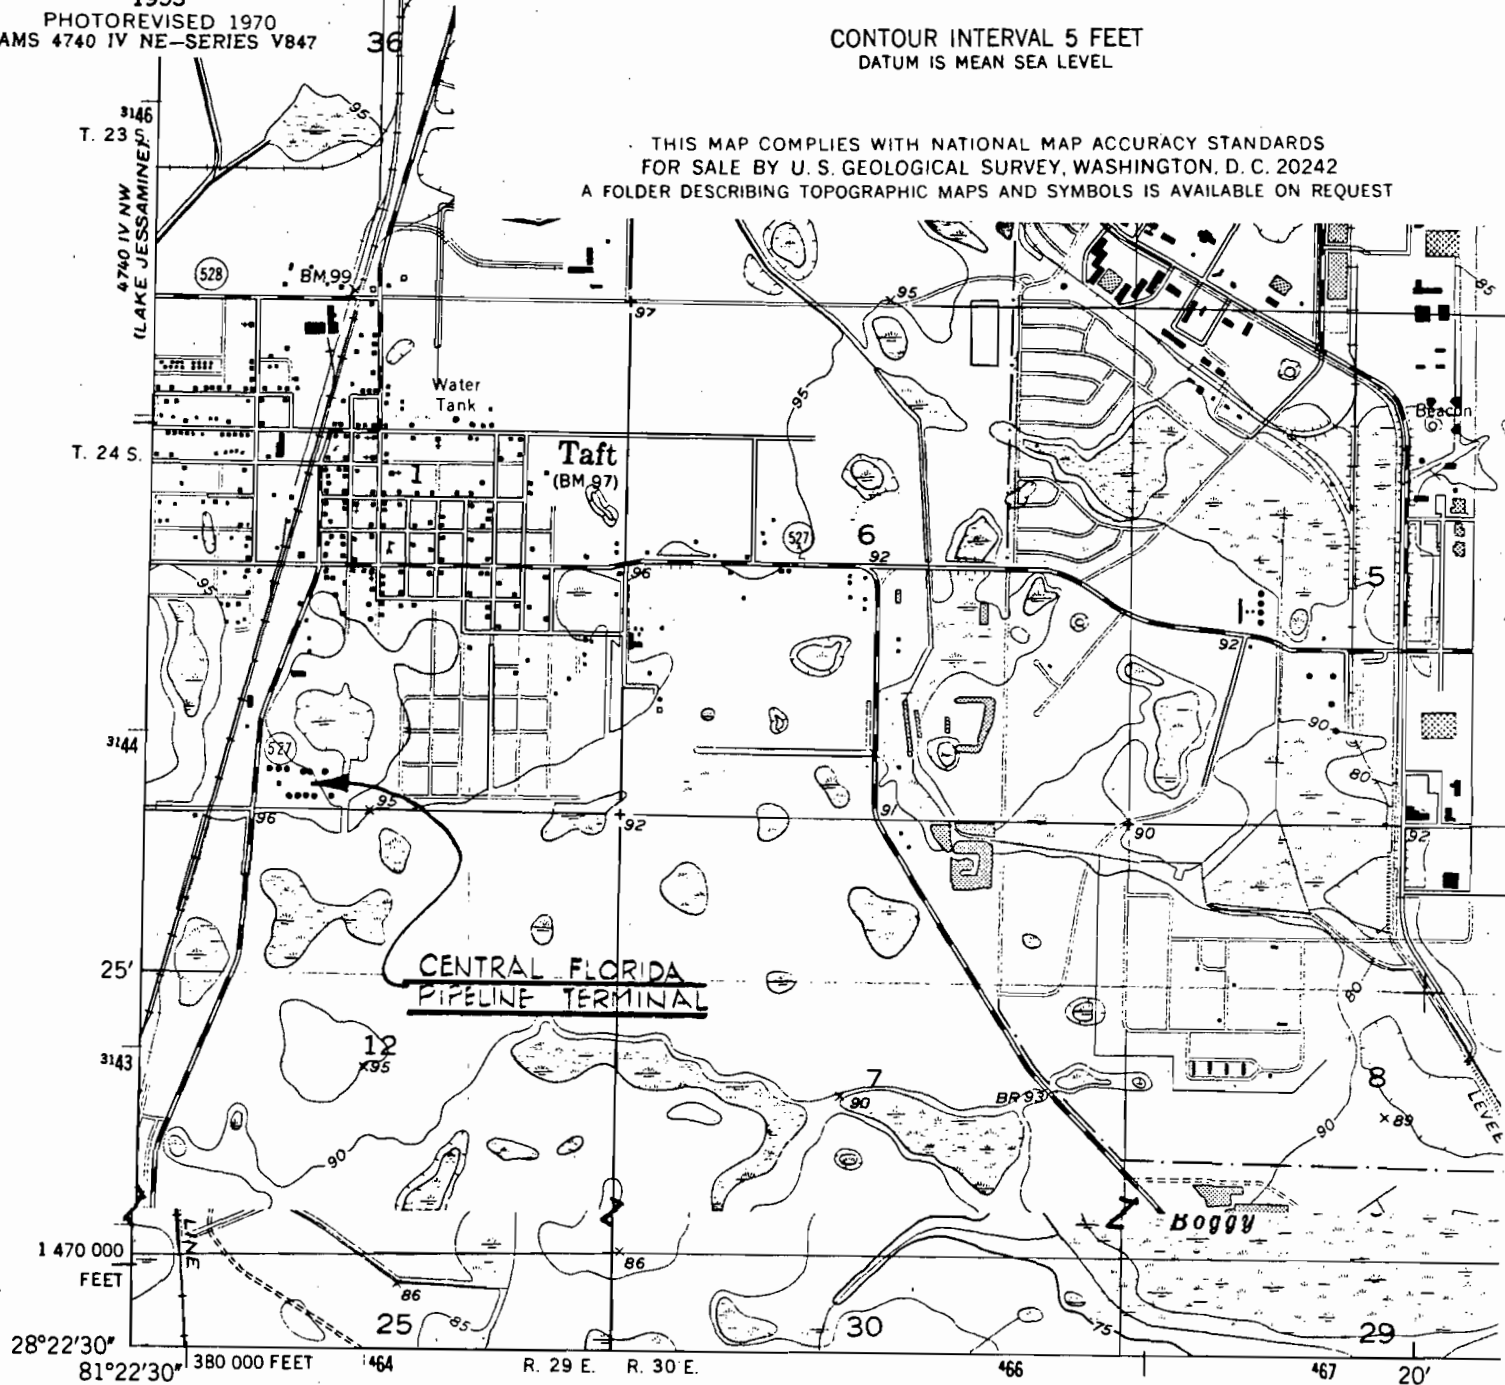 1953
PHOTOREVISED 1970
AMS 4740 IV NE—SERIES V847
36
CONTOUR INTERVAL 5 FEET
DATUM IS MEAN SEA LEVEL
THIS MAP COMPLIES WITH NATIONAL MAP ACCURACY STANDARDS
FOR SALE BY U. S. GEOLOGICAL SURVEY, WASHINGTON, D. C. 20242
A FOLDER DESCRIBING TOPOGRAPHIC MAPS AND SYMBOLS IS AVAILABLE ON REQUEST
3146
T. 23 S.
95
4740 IV NW
(LAKE JESSAMINE)
528
BM 99
97
95
85
Water
Tank
95
Beacon
T. 24 S.
Taft
(BM 97)
1
527
6
92
96
5
95
92
3144
527
90
80
95
96
92
91
90
92
25'
CENTRAL FLORIDA
PIPELINE TERMINAL
80
12
95
3143
7
90
BR 93
8
89
90
LEVEE
90
Boggy
LINE
1 470 000
FEET
86
86
25
85
30
75
29
28°22'30"
81°22'30"
380 000 FEET
464
R. 29 E.
R. 30 E.
466
467
20'